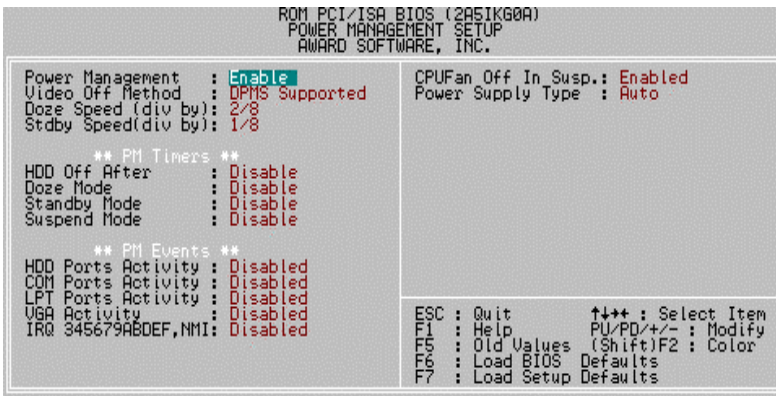 ROM PCI/ISA BIOS (2A5IKG0A)
POWER MANAGEMENT SETUP
AWARD SOFTWARE, INC.
Power Management : Enable
Video Off Method : DPMS Supported
Doze Speed (div by): 2/8
Stdby Speed(div by): 1/8
** PM Timers **
HDD Off After : Disable
Doze Mode : Disable
Standby Mode : Disable
Suspend Mode : Disable
** PM Events **
HDD Ports Activity : Disabled
COM Ports Activity : Disabled
LPT Ports Activity : Disabled
VGA Activity : Disabled
IRQ 345679ABDEF,NMI: Disabled
CPUFan Off In Susp.: Enabled
Power Supply Type : Auto
ESC : Quit ↑↓→← : Select Item
F1 : Help PU/PD/+/- : Modify
F5 : Old Values (Shift)F2 : Color
F6 : Load BIOS Defaults
F7 : Load Setup Defaults